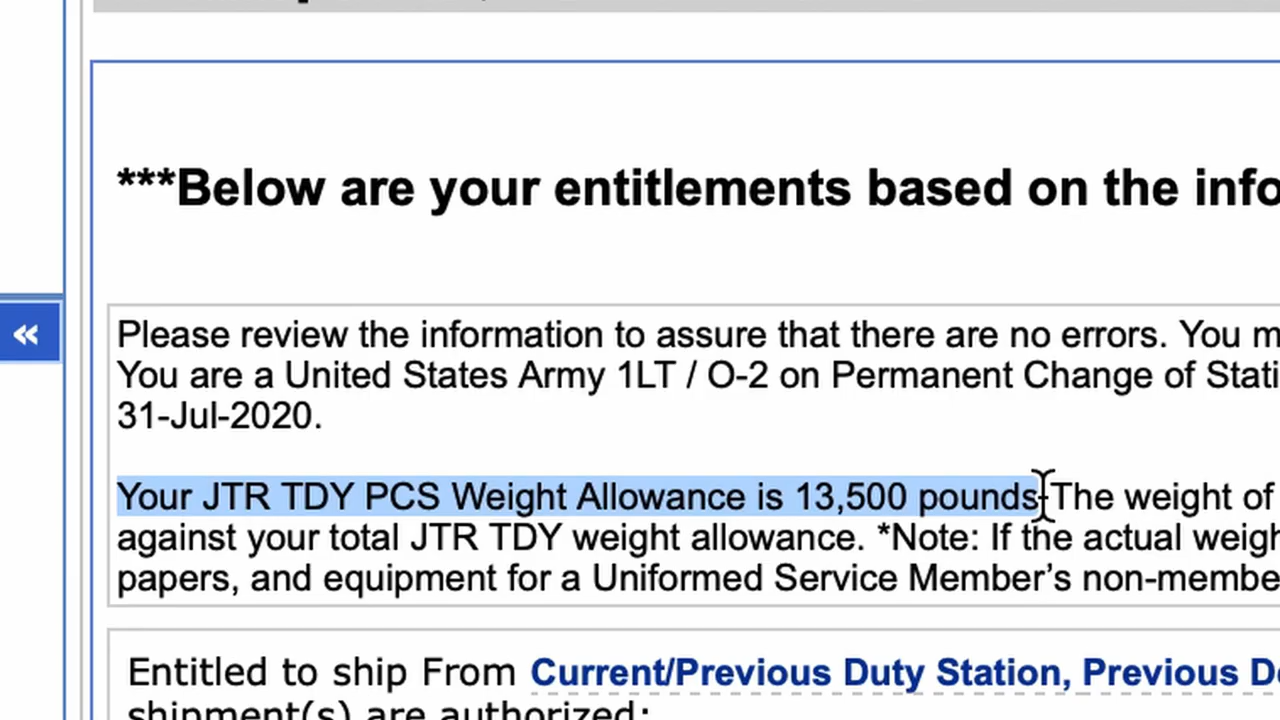 ***Below are your entitlements based on the info
«
Please review the information to assure that there are no errors. You m
You are a United States Army 1LT / O-2 on Permanent Change of Stati
31-Jul-2020.
Your JTR TDY PCS Weight Allowance is 13,500 pounds. The weight of
against your total JTR TDY weight allowance. *Note: If the actual weigh
papers, and equipment for a Uniformed Service Member’s non-membe
Entitled to ship From Current/Previous Duty Station, Previous De
shipment(s) are authorized: